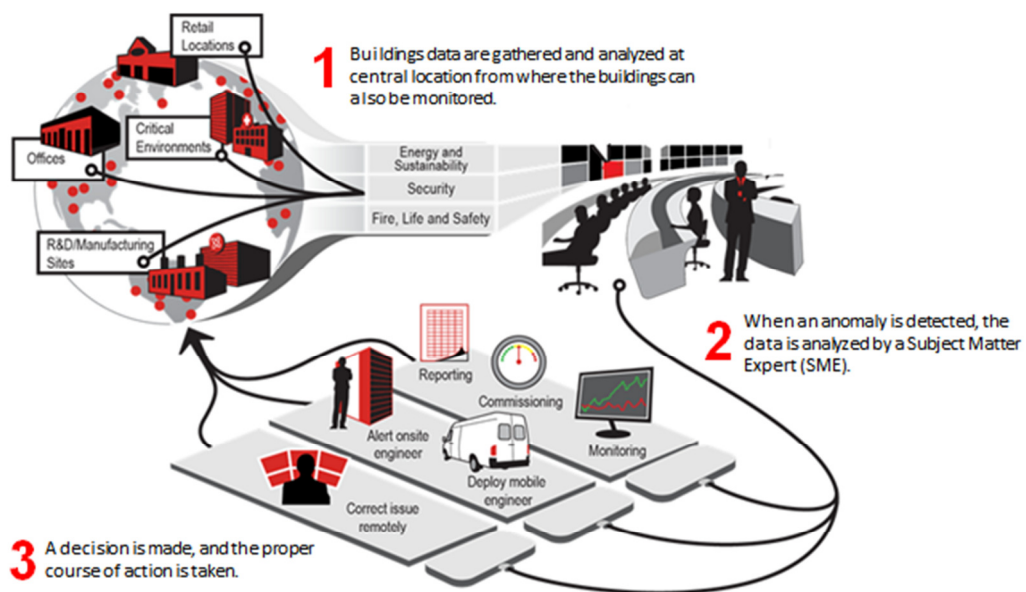 Retail
Locations
1
Buildings data are gathered and analyzed at
central location from where the buildings can
also be monitored.
Critical
Environments
Offices
Energy and
Sustainability
Security
Fire, Life and Safety
R&D/Manufacturing
Sites
2
When an anomaly is detected, the
data is analyzed by a Subject Matter
Expert (SME).
Reporting
Commissioning
Monitoring
Alert onsite
engineer
Deploy mobile
engineer
Correct issue
remotely
3
A decision is made, and the proper
course of action is taken.